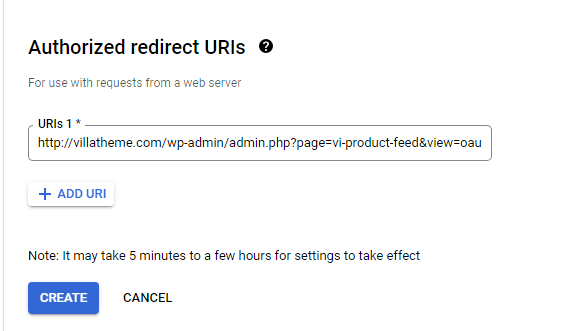 Authorized redirect URIs
For use with requests from a web server
URIs 1 *
http://villatheme.com/wp-admin/admin.php?page=vi-product-feed&view=oau
+ ADD URI
Note: It may take 5 minutes to a few hours for settings to take effect
CREATE CANCEL